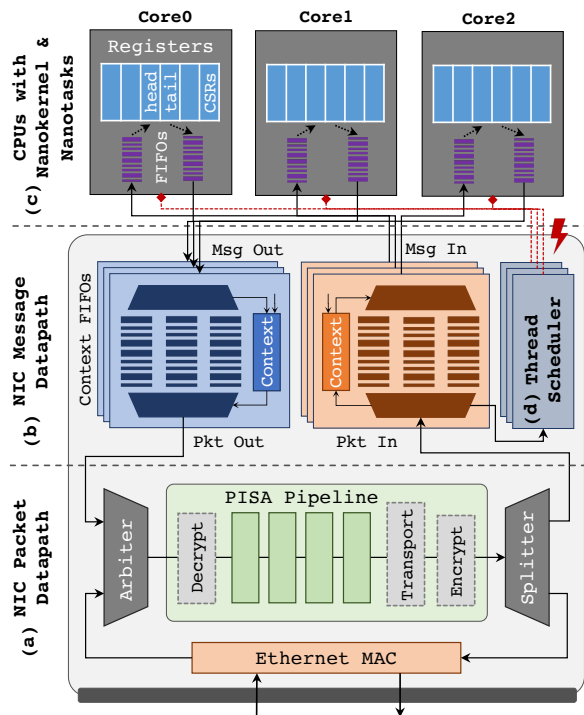 Core0
Core1
Core2
(c) CPUs with
Nanokernel &
Nanotasks
Registers
head
tail
CSRs
FIFOs
(b) NIC Message
Datapath
Msg Out
Msg In
Context FIFOs
Context
Context
(d) Thread
Scheduler
Pkt Out
Pkt In
(a) NIC Packet
Datapath
PISA Pipeline
Arbiter
Decrypt
Transport
Encrypt
Splitter
Ethernet MAC